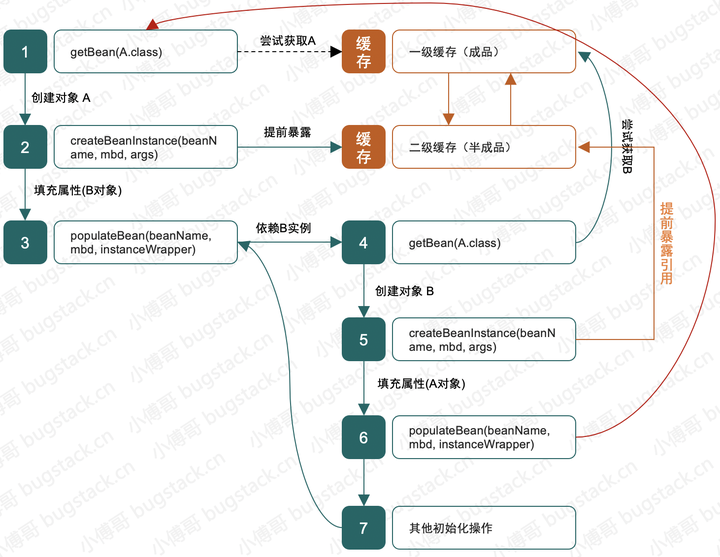 1
getBean(A.class)
尝试获取A
缓
存
一级缓存（成品）
创建对象 A
2
createBeanInstance(beanN
ame, mbd, args)
提前暴露
缓
存
二级缓存（半成品）
尝试获取B
填充属性(B对象)
3
populateBean(beanName,
mbd, instanceWrapper)
依赖B实例
4
getBean(A.class)
提前暴露引用
创建对象 B
5
createBeanInstance(beanN
ame, mbd, args)
填充属性(A对象)
6
populateBean(beanName,
mbd, instanceWrapper)
7
其他初始化操作
小傅哥 bugstack.cn